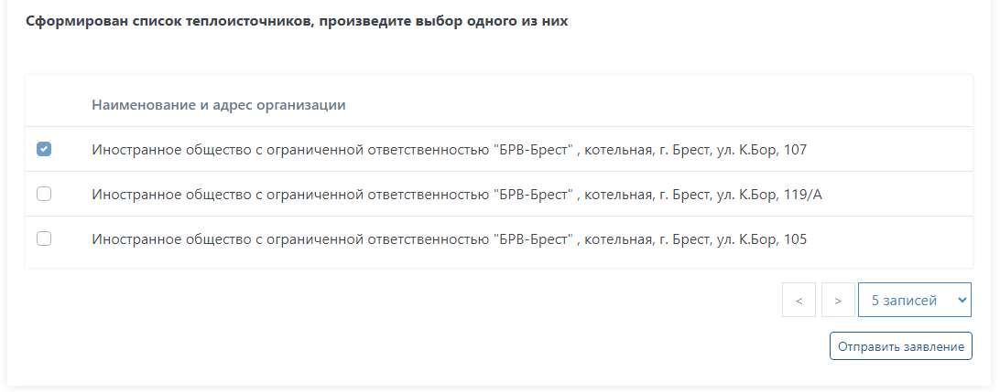 Сформирован список теплоисточников, произведите выбор одного из них
Наименование и адрес организации
Иностранное общество с ограниченной ответственностью "БРВ-Брест" , котельная, г. Брест, ул. К.Бор, 107
Иностранное общество с ограниченной ответственностью "БРВ-Брест" , котельная, г. Брест, ул. К.Бор, 119/А
Иностранное общество с ограниченной ответственностью "БРВ-Брест" , котельная, г. Брест, ул. К.Бор, 105
< > 5 записей
Отправить заявление